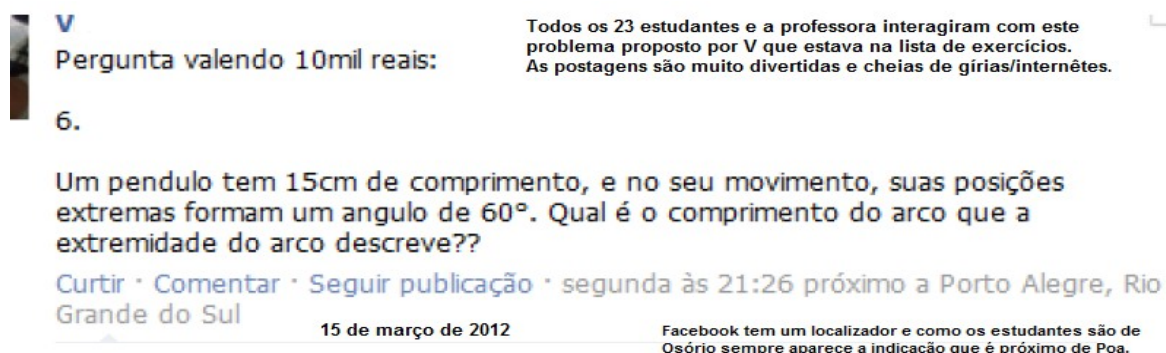 V
Pergunta valendo 10mil reais:
Todos os 23 estudantes e a professora interagiram com este
problema proposto por V que estava na lista de exercícios.
As postagens são muito divertidas e cheias de gírias/internêtes.
6.
Um pendulo tem 15cm de comprimento, e no seu movimento, suas posições
extremas formam um angulo de 60°. Qual é o comprimento do arco que a
extremidade do arco descreve??
Curtir · Comentar · Seguir publicação · segunda às 21:26 próximo a Porto Alegre, Rio
Grande do Sul
15 de março de 2012
Facebook tem um localizador e como os estudantes são de
Osório sempre aparece a indicação que é próximo de Poa.